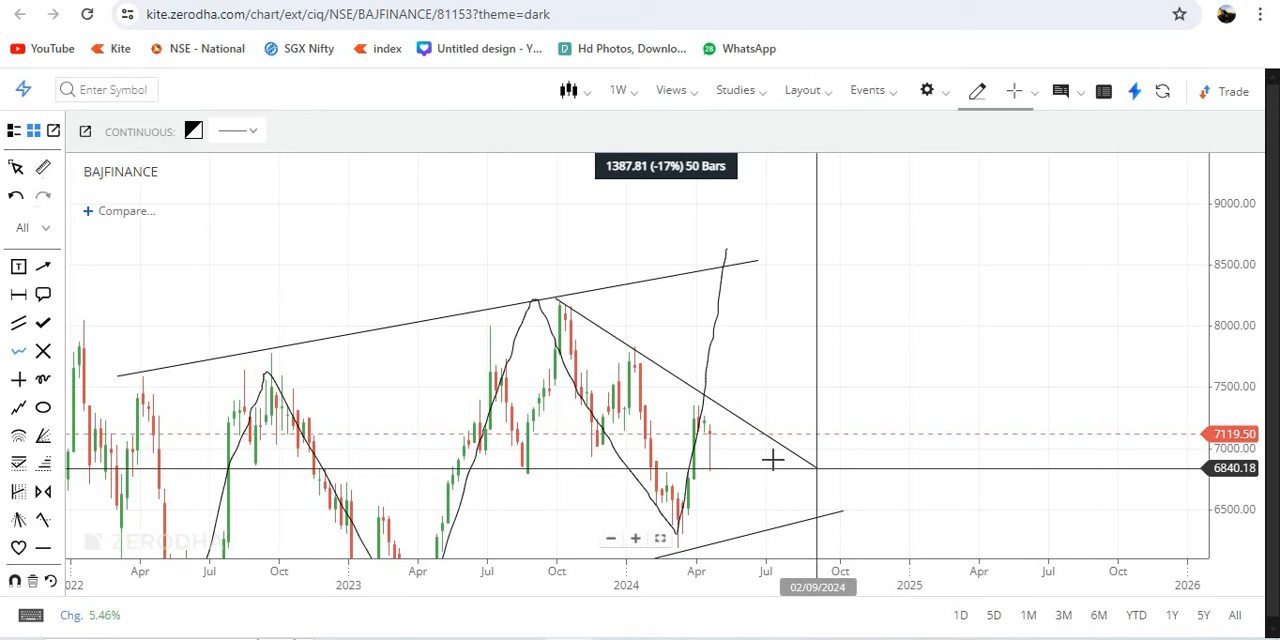 kite.zerodha.com/chart/ext/ciq/NSE/BAJFINANCE/81153?theme=dark
YouTube Kite NSE - National SGX Nifty index Untitled design - Y... Hd Photos, Downlo... 28 WhatsApp
Enter Symbol 1W Views Studies Layout Events Trade
CONTINUOUS:
1387.81 (-17%) 50 Bars
BAJFINANCE
9000.00
Compare...
All
T
8500.00
8000.00
7500.00
7119.50
7000.00
6840.18
6500.00
ZERODHA
Apr Jul Oct Apr Jul Oct Apr Jul Oct Apr Jul Oct
2022 2023 2024 2025 2026
02/09/2024
Chg. 5.46% 1D 5D 1M 3M 6M YTD 1Y 5Y All